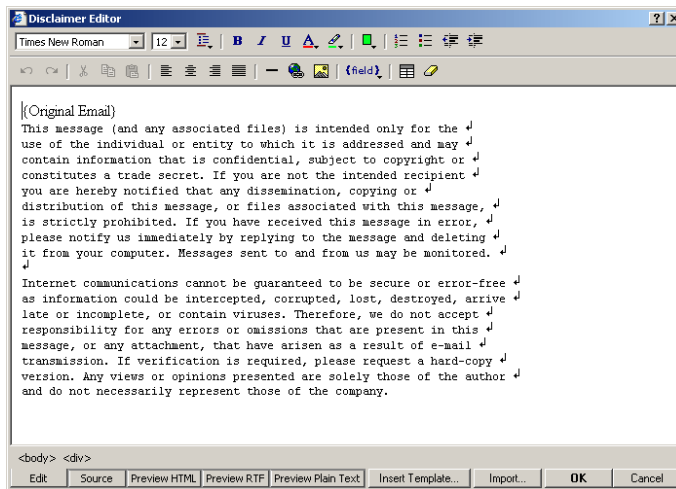 Disclaimer Editor
Times New Roman 12 B I U A {field}
{Original Email}
This message (and any associated files) is intended only for the ↲
use of the individual or entity to which it is addressed and may ↲
contain information that is confidential, subject to copyright or ↲
constitutes a trade secret. If you are not the intended recipient ↲
you are hereby notified that any dissemination, copying or ↲
distribution of this message, or files associated with this message, ↲
is strictly prohibited. If you have received this message in error, ↲
please notify us immediately by replying to the message and deleting ↲
it from your computer. Messages sent to and from us may be monitored. ↲
↲
Internet communications cannot be guaranteed to be secure or error-free ↲
as information could be intercepted, corrupted, lost, destroyed, arrive ↲
late or incomplete, or contain viruses. Therefore, we do not accept ↲
responsibility for any errors or omissions that are present in this ↲
message, or any attachment, that have arisen as a result of e-mail ↲
transmission. If verification is required, please request a hard-copy ↲
version. Any views or opinions presented are solely those of the author ↲
and do not necessarily represent those of the company.
<body> <div>
Edit Source Preview HTML Preview RTF Preview Plain Text Insert Template... Import... OK Cancel